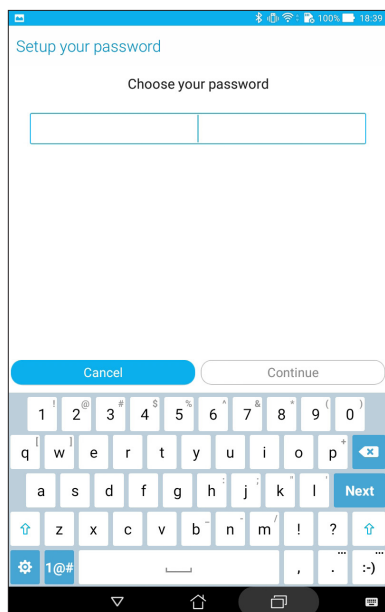 100% 18:39
Setup your password
Choose your password
Cancel Continue
1 ! 2 @ 3 # 4 $ 5 % 6 ^ 7 & 8 * 9 ( 0 )
q [ w ] e r t y u i o p +
a s d f g h : j ; k " l ' Next
z x c v b _ n - m / ! ?
1@# , . ... :-) ...